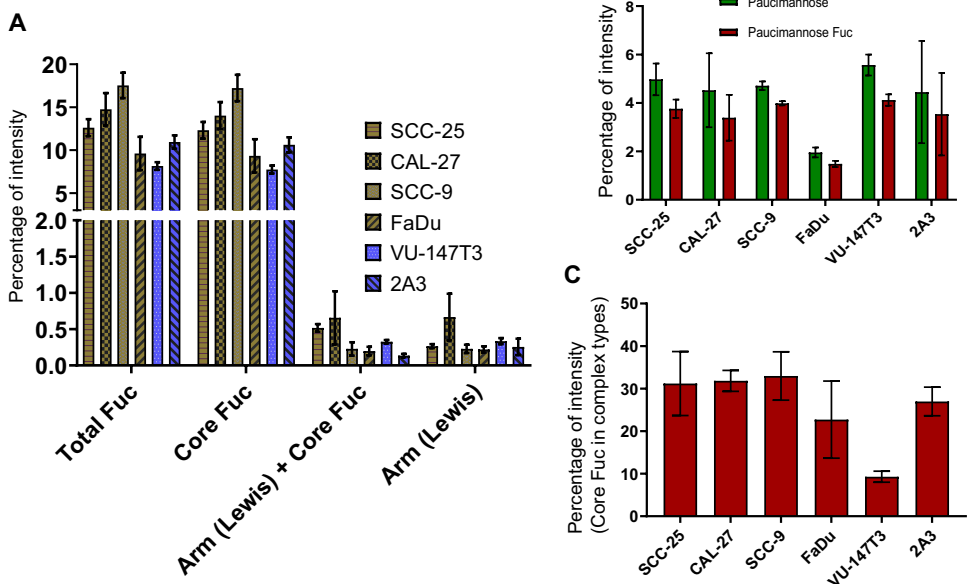 A
Percentage of intensity
20
15
10
5
2.0
1.5
1.0
0.5
0.0
SCC-25
CAL-27
SCC-9
FaDu
VU-147T3
2A3
Total Fuc
Core Fuc
Arm (Lewis) + Core Fuc
Arm (Lewis)
Paucimannose
Paucimannose Fuc
Percentage of intensity
8
6
4
2
0
SCC-25
CAL-27
SCC-9
FaDu
VU-147T3
2A3
C
Percentage of intensity
(Core Fuc in complex types)
50
40
30
20
10
0
SCC-25
CAL-27
SCC-9
FaDu
VU-147T3
2A3